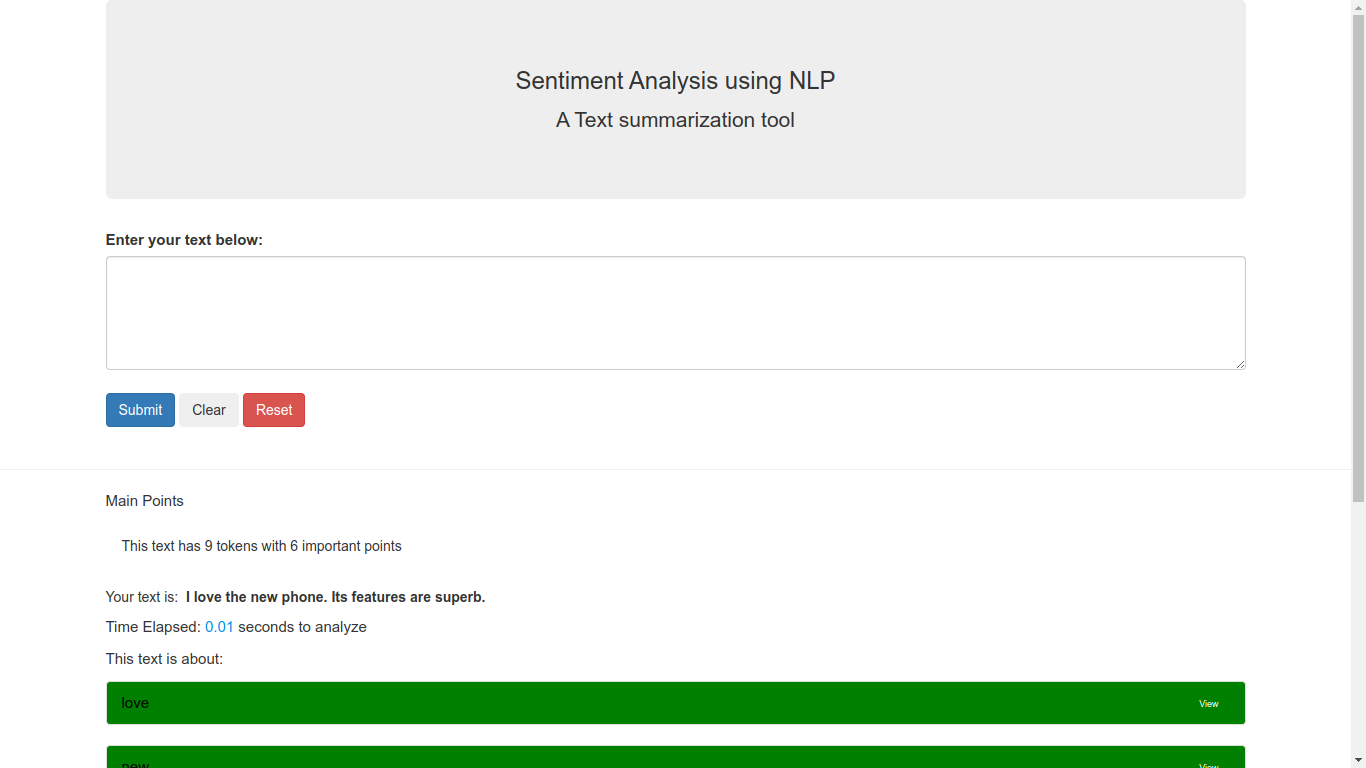 Sentiment Analysis using NLP
A Text summarization tool
Enter your text below:
Submit Clear Reset
Main Points
This text has 9 tokens with 6 important points
Your text is: I love the new phone. Its features are superb.
Time Elapsed: 0.01 seconds to analyze
This text is about:
love View
new View